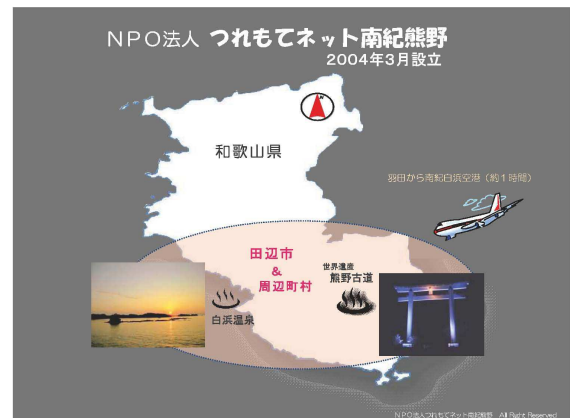 NPO法人 つれもてネット南紀熊野
2004年3月設立
和歌山県
羽田から南紀白浜空港（約1時間）
田辺市
&
周辺町村
世界遺産
熊野古道
白浜温泉
NPO法人つれもてネット南紀熊野 All Right Reserved